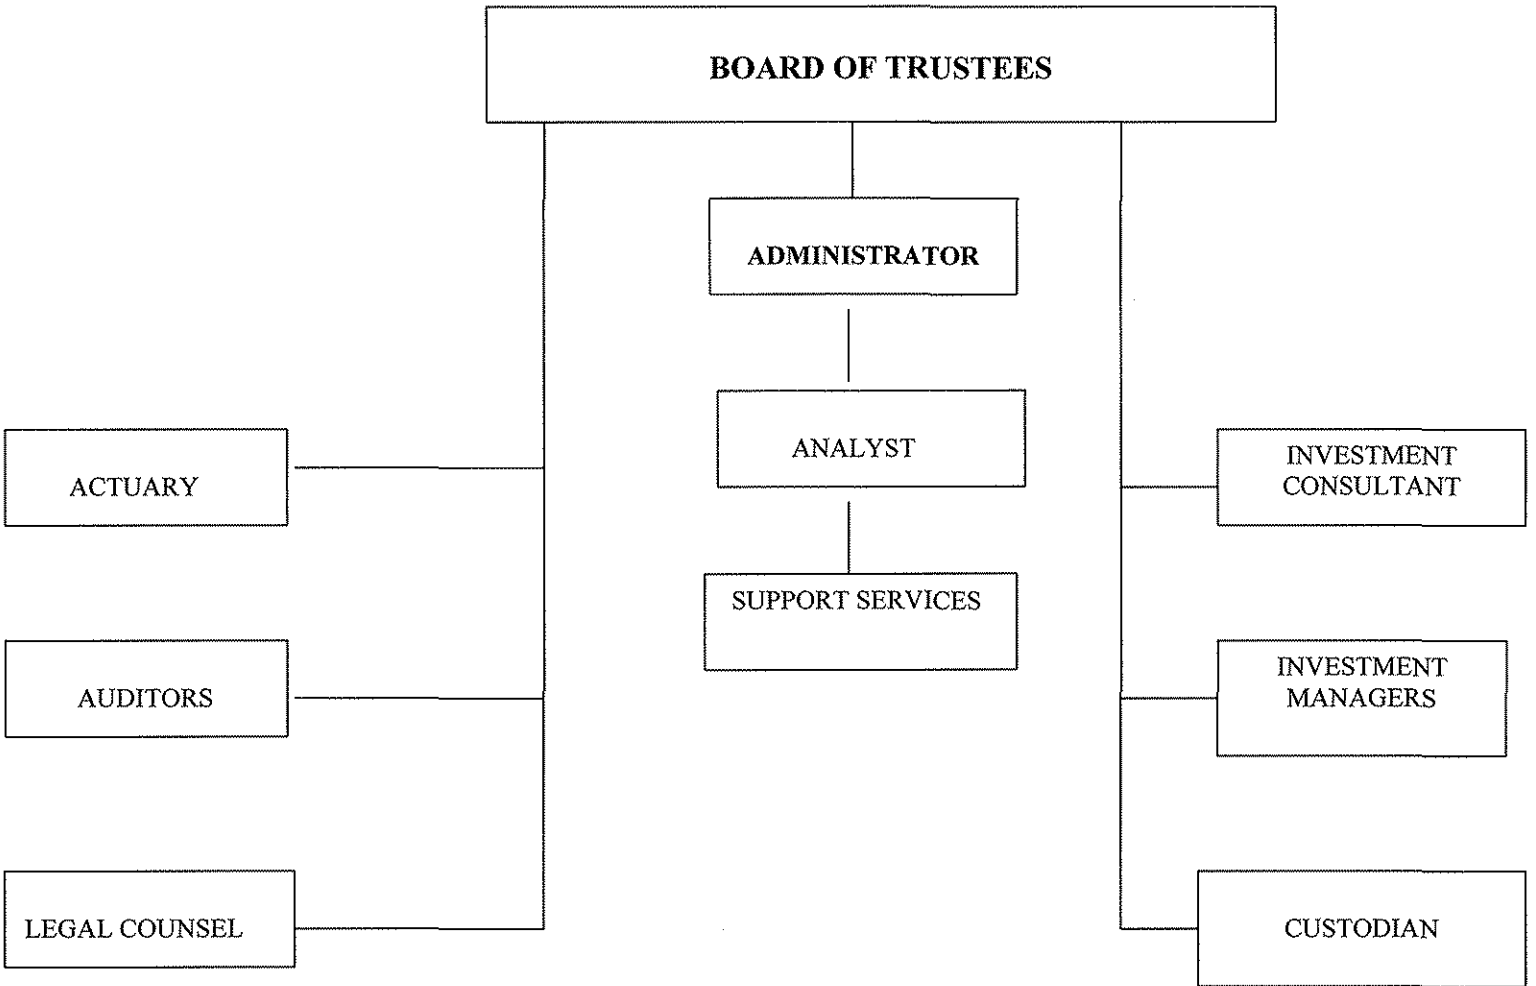 BOARD OF TRUSTEES
ADMINISTRATOR
ANALYST
ACTUARY
INVESTMENT
CONSULTANT
SUPPORT SERVICES
AUDITORS
INVESTMENT
MANAGERS
LEGAL COUNSEL
CUSTODIAN